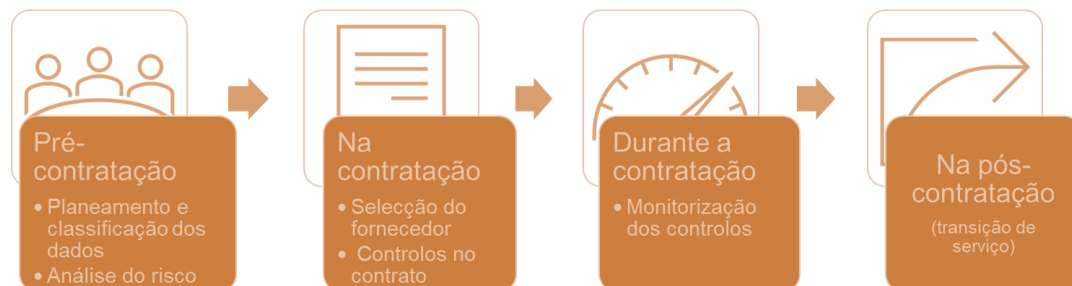 Pré-
contratação
• Planeamento e
classificação dos
dados
• Análise do risco
Na
contratação
• Selecção do
fornecedor
• Controlos no
contrato
Durante a
contratação
• Monitorização
dos controlos
Na pós-
contratação
(transição de
serviço)